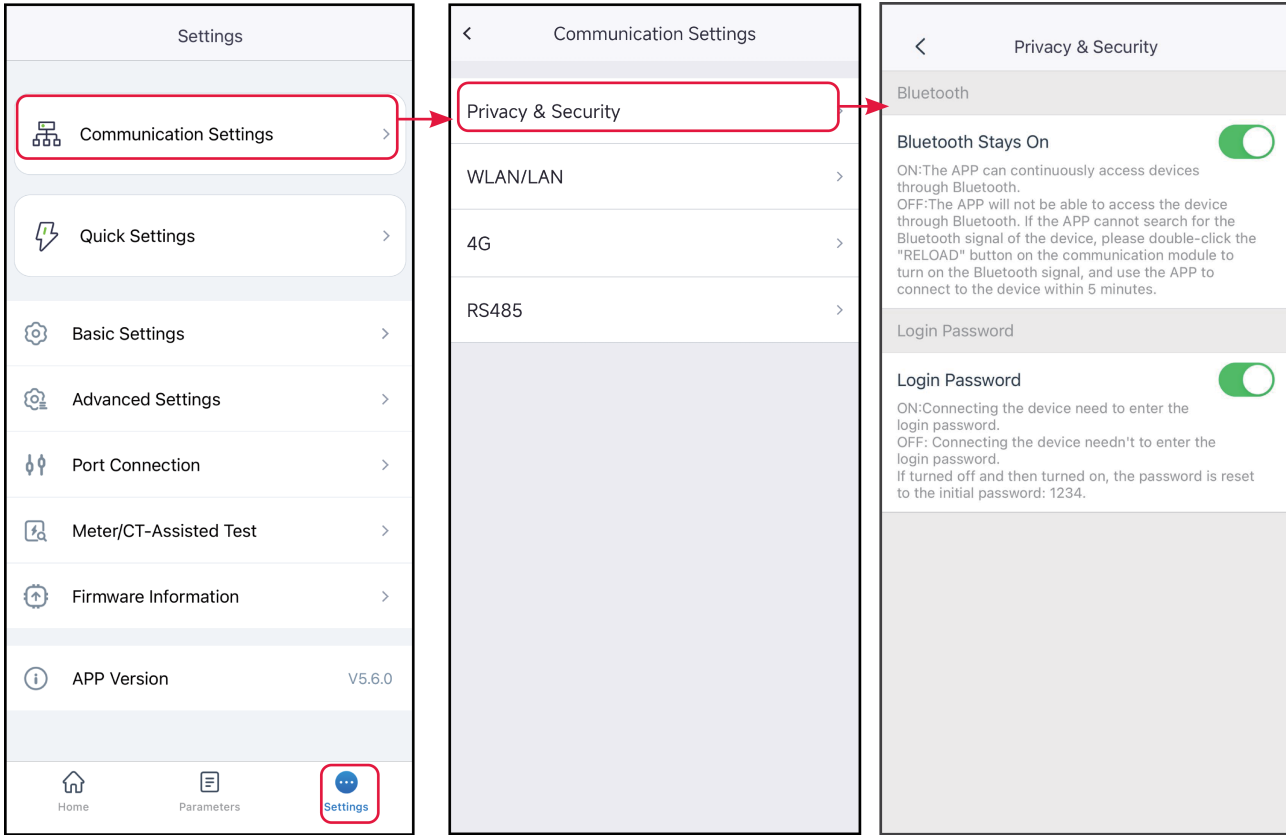 Settings
Communication Settings
Quick Settings
Basic Settings
Advanced Settings
Port Connection
Meter/CT-Assisted Test
Firmware Information
APP Version V5.6.0
Home Parameters Settings
Communication Settings
Privacy & Security
WLAN/LAN
4G
RS485
Privacy & Security
Bluetooth
Bluetooth Stays On
ON:The APP can continuously access devices
through Bluetooth.
OFF:The APP will not be able to access the device
through Bluetooth. If the APP cannot search for the
Bluetooth signal of the device, please double-click the
"RELOAD" button on the communication module to
turn on the Bluetooth signal, and use the APP to
connect to the device within 5 minutes.
Login Password
Login Password
ON:Connecting the device need to enter the
login password.
OFF: Connecting the device needn't to enter the
login password.
If turned off and then turned on, the password is reset
to the initial password: 1234.